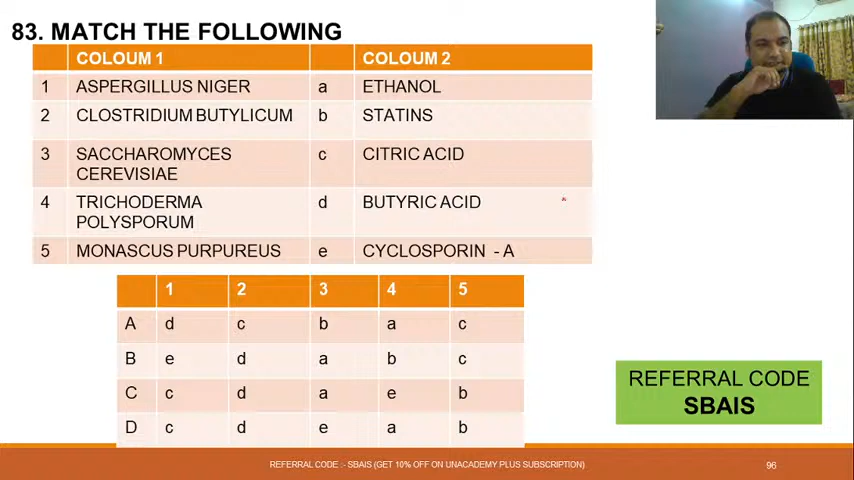 83. MATCH THE FOLLOWING
COLOUM 1 COLOUM 2
1 ASPERGILLUS NIGER a ETHANOL
2 CLOSTRIDIUM BUTYLICUM b STATINS
3 SACCHAROMYCES CEREVISIAE c CITRIC ACID
4 TRICHODERMA POLYSPORUM d BUTYRIC ACID
5 MONASCUS PURPUREUS e CYCLOSPORIN - A
1 2 3 4 5
A d c b a c
B e d a b c
C c d a e b
D c d e a b
REFERRAL CODE
SBAIS
REFERRAL CODE :- SBAIS (GET 10% OFF ON UNACADEMY PLUS SUBSCRIPTION)
96